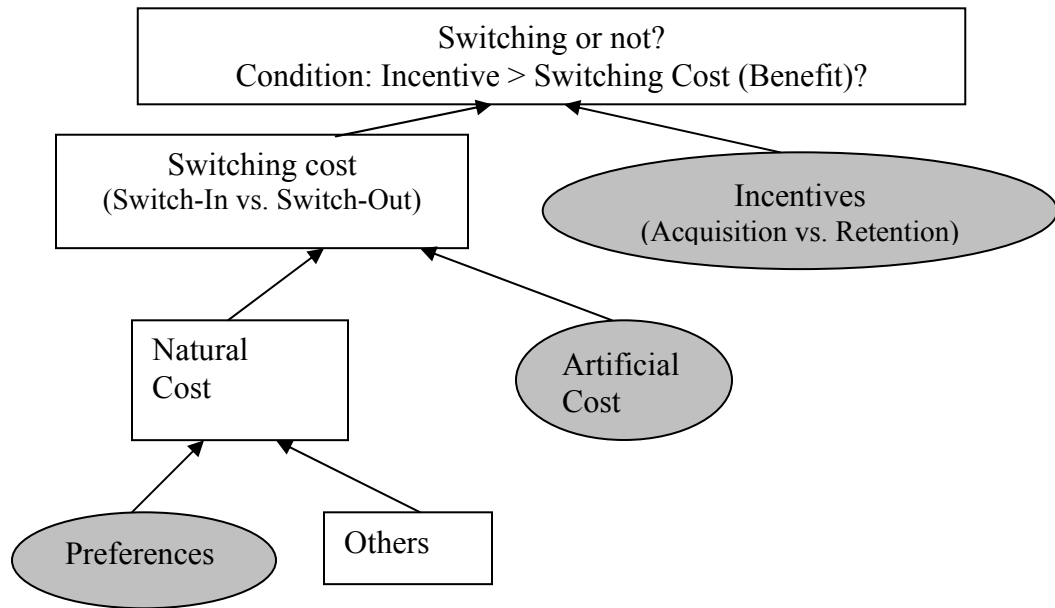 Switching or not?
Condition: Incentive > Switching Cost (Benefit)?
Switching cost
(Switch-In vs. Switch-Out)
Incentives
(Acquisition vs. Retention)
Natural
Cost
Artificial
Cost
Preferences
Others